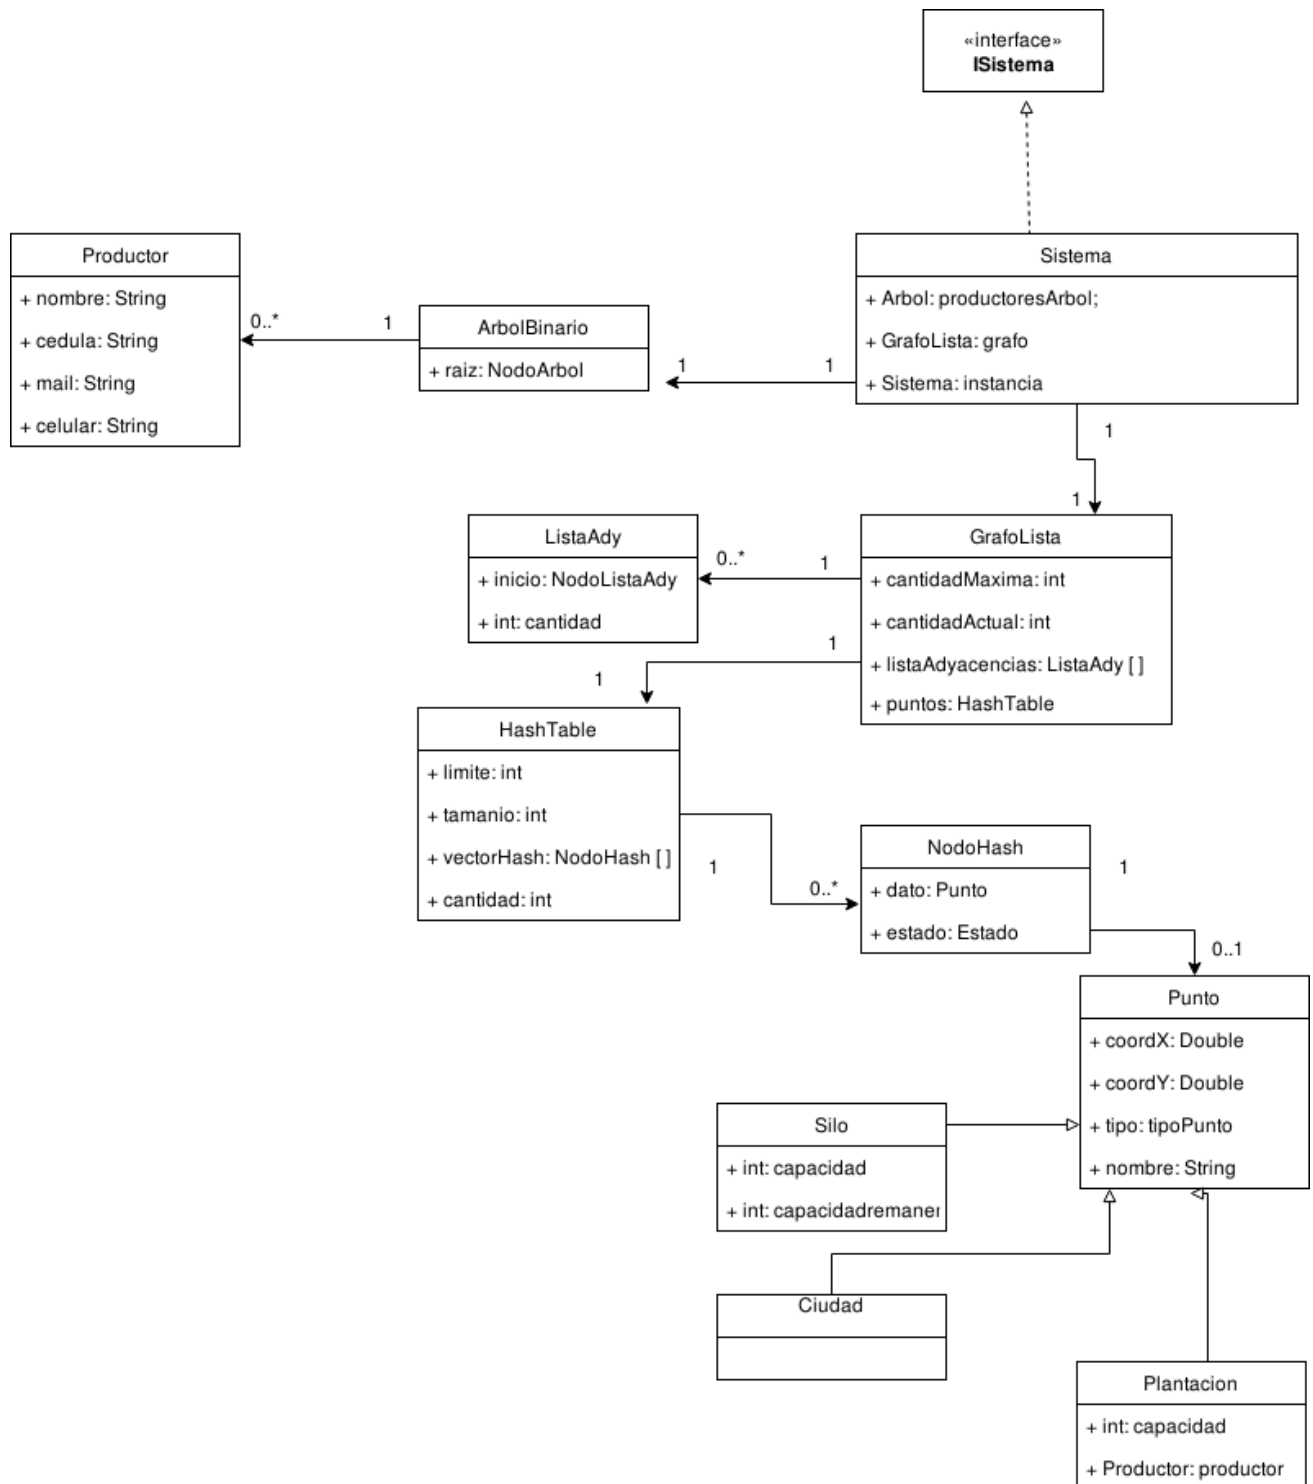 «interface»
ISistema
Sistema
+ Arbol: productoresArbol;
+ GrafoLista: grafo
+ Sistema: instancia
Productor
+ nombre: String
+ cedula: String
+ mail: String
+ celular: String
0..*
1
ArbolBinario
+ raiz: NodoArbol
1
1
1
1
ListaAdy
+ inicio: NodoListaAdy
+ int: cantidad
0..*
1
GrafoLista
+ cantidadMaxima: int
+ cantidadActual: int
+ listaAdyacencias: ListaAdy [ ]
+ puntos: HashTable
1
1
HashTable
+ limite: int
+ tamanio: int
+ vectorHash: NodoHash [ ]
+ cantidad: int
1
0..*
NodoHash
+ dato: Punto
+ estado: Estado
1
0..1
Punto
+ coordX: Double
+ coordY: Double
+ tipo: tipoPunto
+ nombre: String
Silo
+ int: capacidad
+ int: capacidadremaner
Ciudad
Plantacion
+ int: capacidad
+ Productor: productor